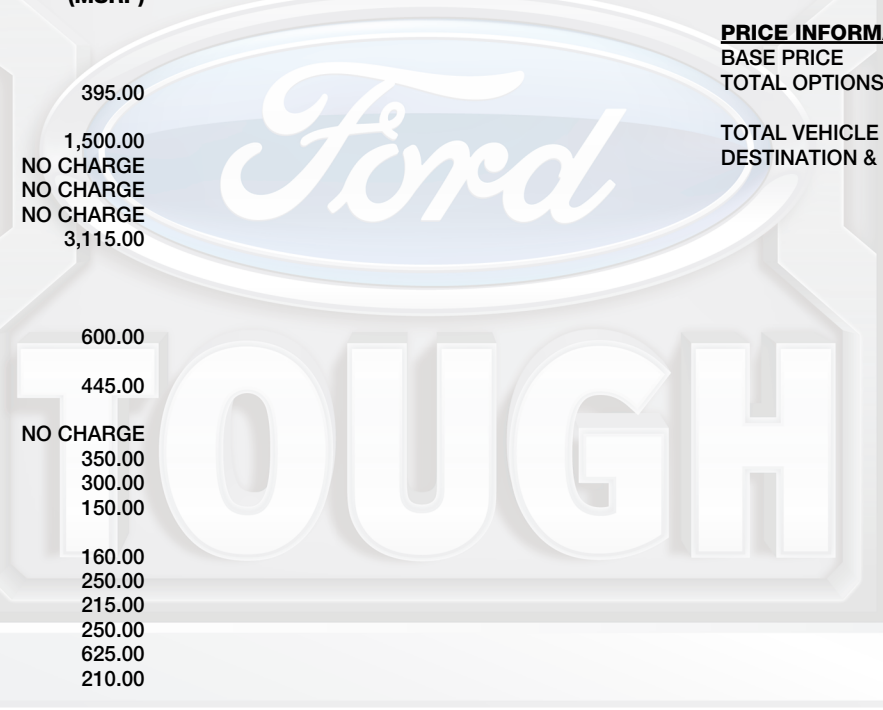 (MSRP)
395.00
1,500.00
NO CHARGE
NO CHARGE
NO CHARGE
3,115.00
600.00
445.00
NO CHARGE
350.00
300.00
150.00
160.00
250.00
215.00
250.00
625.00
210.00
PRICE INFORMA
BASE PRICE
TOTAL OPTIONS
TOTAL VEHICLE
DESTINATION &
Ford
TOUGH